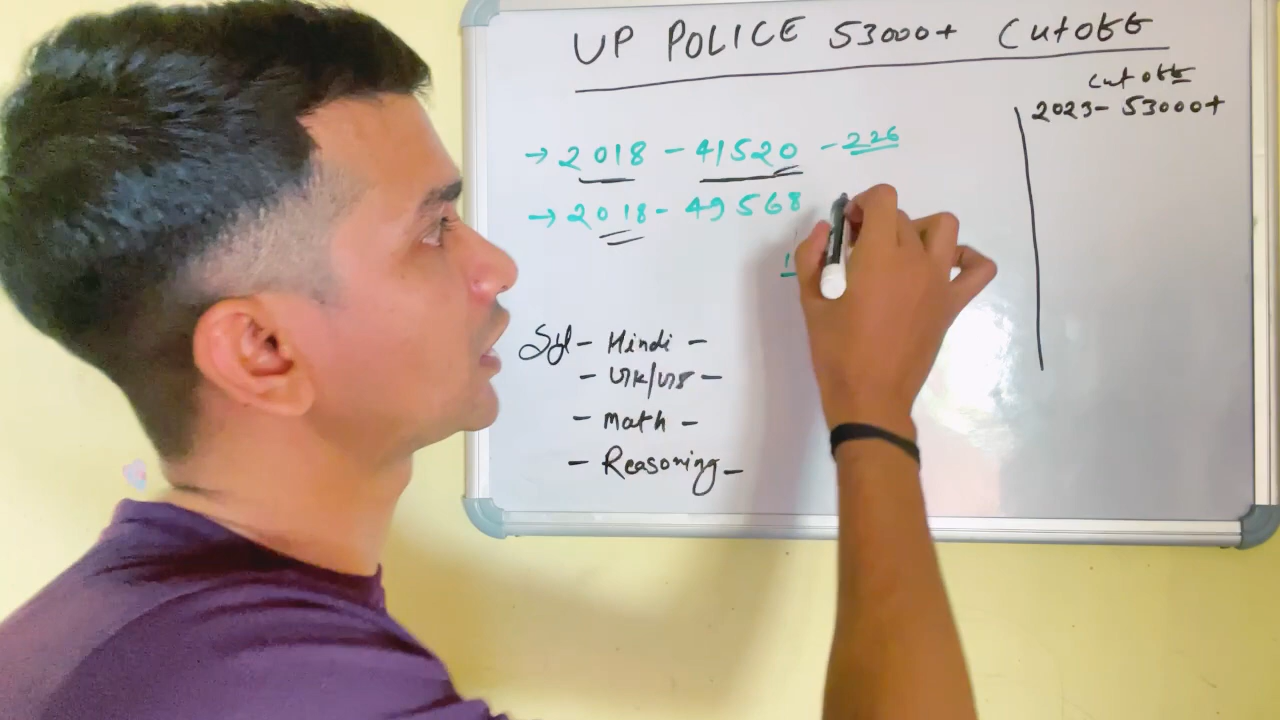 UP POLICE 53000+ Cutoff
→ 2018 - 41520 - 226
→ 2018 - 49568
Syl - Hindi -
- GK/GS -
- Math -
- Reasoning -
Cutoff
2023 - 53000+